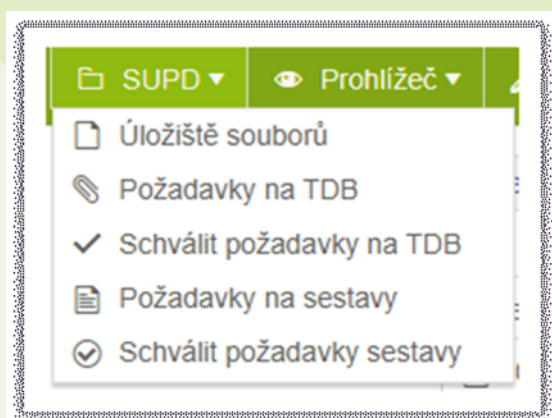 SUPD
Prohlížeč
Úložiště souborů
Požadavky na TDB
Schválit požadavky na TDB
Požadavky na sestavy
Schválit požadavky sestavy